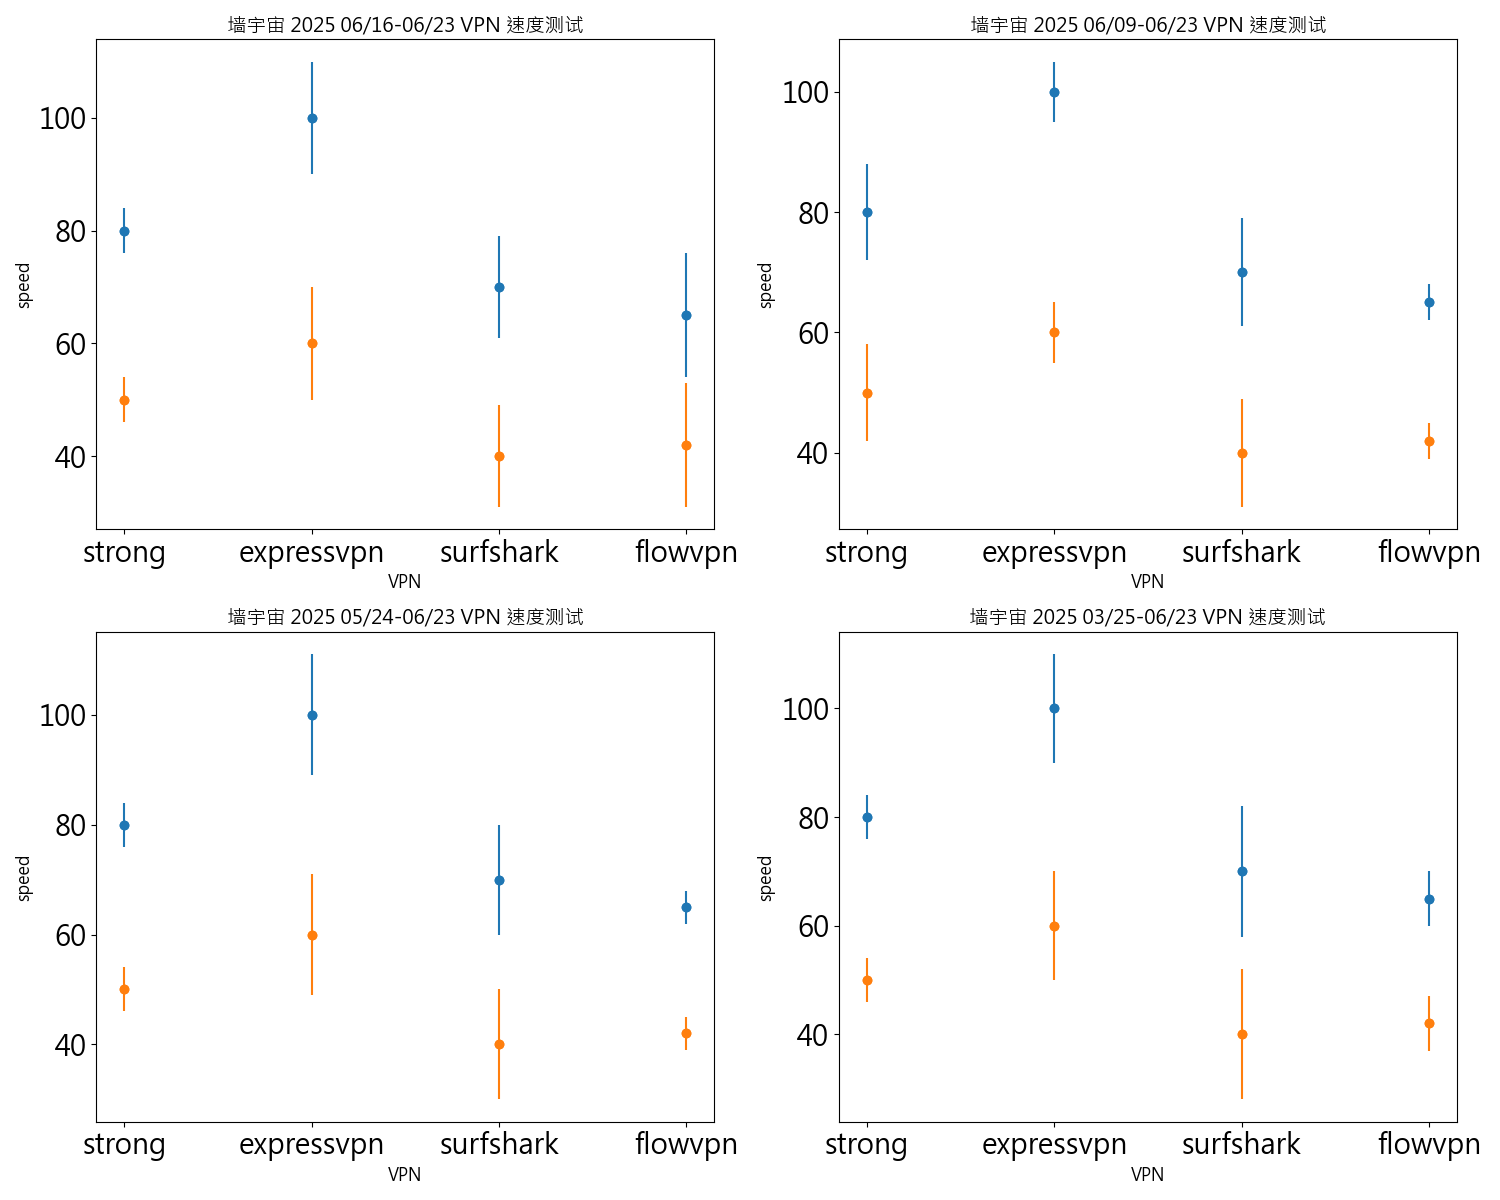 墙宇宙 2025 06/16-06/23 VPN 速度测试
100
80
60
40
speed
strong expressvpn surfshark flowvpn
VPN
墙宇宙 2025 06/09-06/23 VPN 速度测试
100
80
60
40
speed
strong expressvpn surfshark flowvpn
VPN
墙宇宙 2025 05/24-06/23 VPN 速度测试
100
80
60
40
speed
strong expressvpn surfshark flowvpn
VPN
墙宇宙 2025 03/25-06/23 VPN 速度测试
100
80
60
40
speed
strong expressvpn surfshark flowvpn
VPN